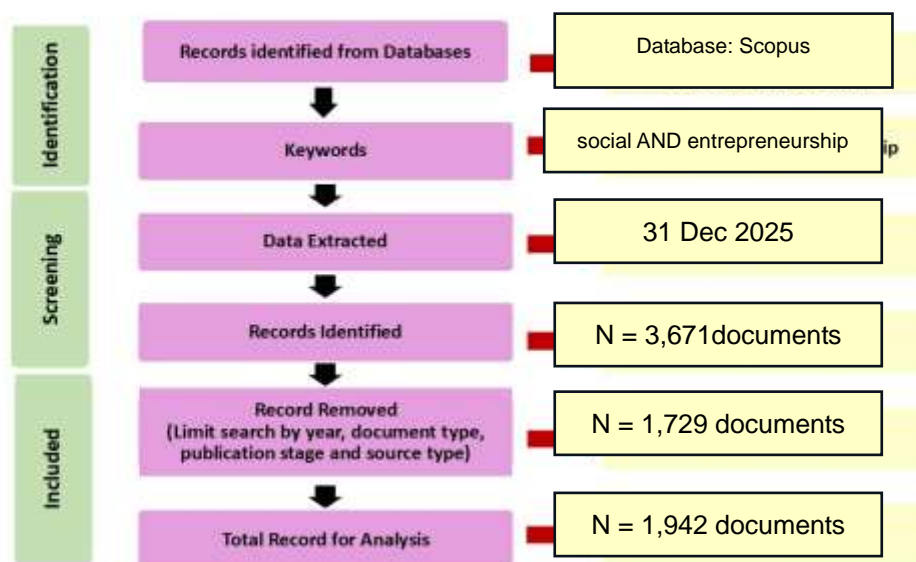 Identification
Records identified from Databases
Database: Scopus
Keywords
social AND entrepreneurship
ip
Screening
Data Extracted
31 Dec 2025
Records Identified
N = 3,671documents
Included
Record Removed
(Limit search by year, document type,
publication stage and source type)
N = 1,729 documents
Total Record for Analysis
N = 1,942 documents